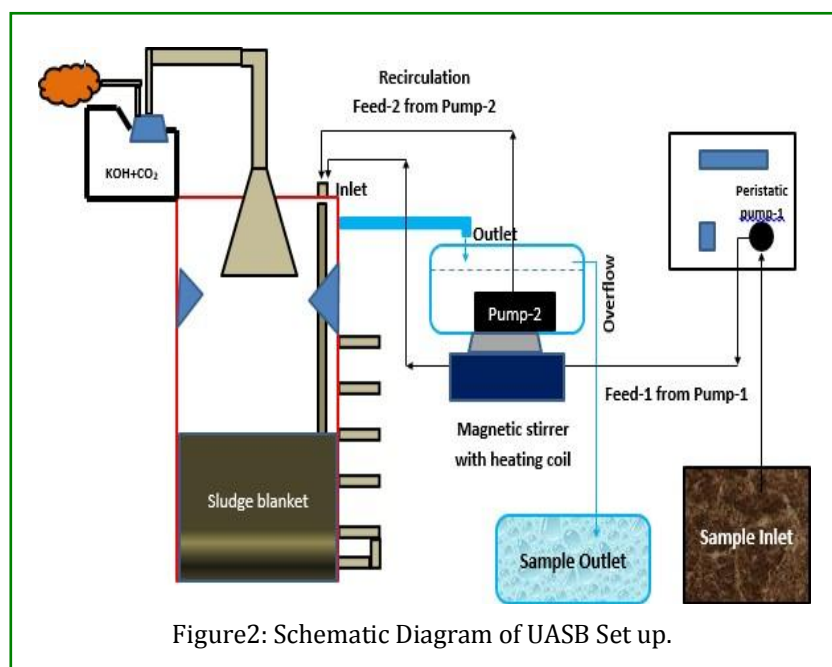 Recirculation
Feed-2 from Pump-2
KOH+CO₂
Inlet
Peristatic
pump-1
Outlet
Overflow
Pump-2
Feed-1 from Pump-1
Magnetic stirrer
with heating coil
Sludge blanket
Sample Outlet
Sample Inlet
Figure2: Schematic Diagram of UASB Set up.